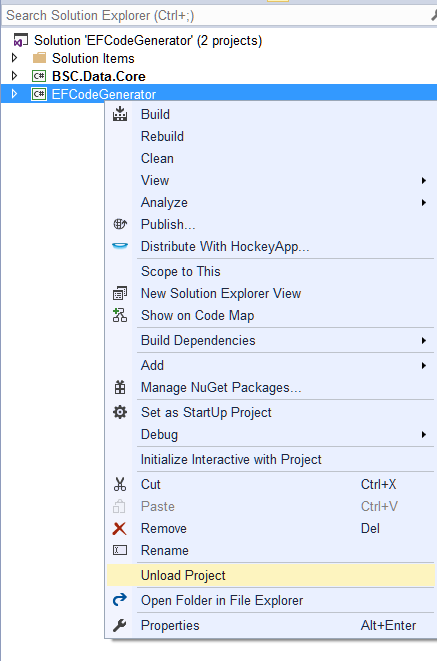 Search Solution Explorer (Ctrl+;)
Solution 'EFCodeGenerator' (2 projects)
Solution Items
C# BSC.Data.Core
C# EFCodeGenerator
Build
Rebuild
Clean
View
Analyze
Publish...
Distribute With HockeyApp...
Scope to This
New Solution Explorer View
Show on Code Map
Build Dependencies
Add
Manage NuGet Packages...
Set as StartUp Project
Debug
Initialize Interactive with Project
Cut Ctrl+X
Paste Ctrl+V
Remove Del
Rename
Unload Project
Open Folder in File Explorer
Properties Alt+Enter